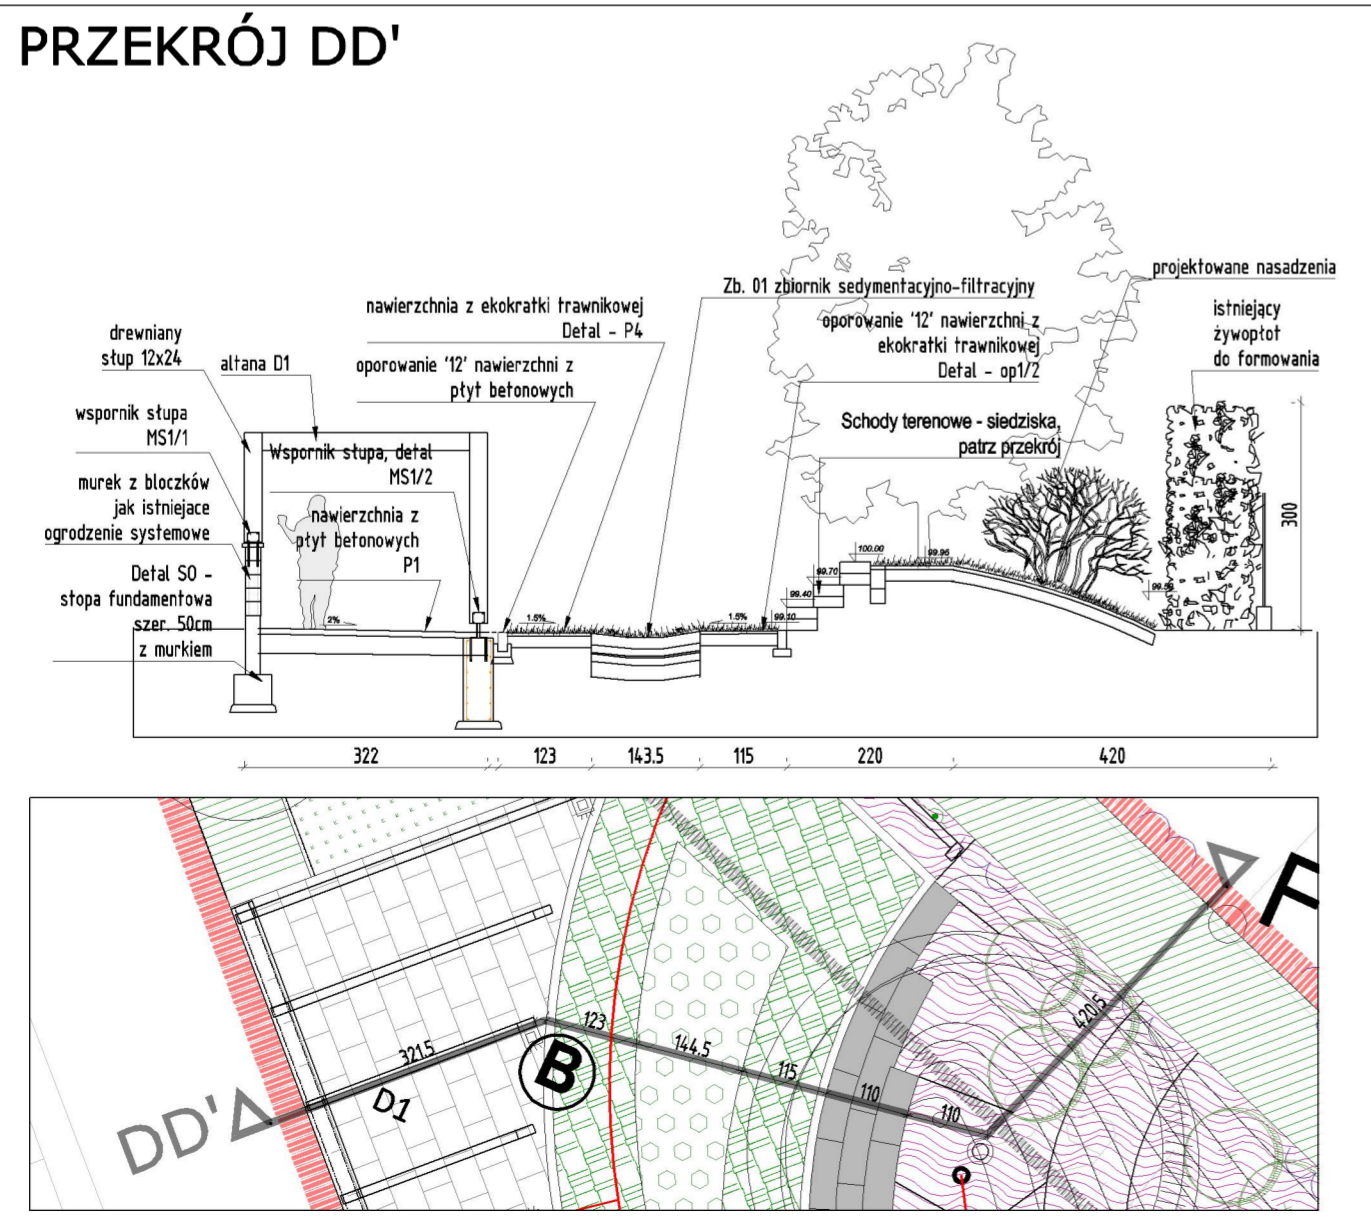 PRZEKRÓJ DD'
projektowane nasadzenia
Zb. 01 zbiornik sedymentacyjno-filtracyjny
nawierzchnia z ekokratki trawnikowej
Detal - P4
istniejący
żywopłot
do formowania
oporowanie '12' nawierzchni z
ekokratki trawnikowej
Detal - op1/2
drewniany
słup 12x24
altana D1
oporowanie '12' nawierzchni z
płyt betonowych
wspornik słupa
MS1/1
Schody terenowe - siedziska,
patrz przekrój
Wspornik słupa, detal
MS1/2
murek z bloczków
jak istniejace
ogrodzenie systemowe
nawierzchnia z
płyt betonowych
P1
Detal SO -
stopa fundamentowa
szer. 50cm
z murkiem
300
100.00
99.96
99.70
99.40
99.10
2%
1.5%
1.5%
322
123
143.5
115
220
420
F
DD'
D1
B
321.5
123
144.5
115
110
110
420.5